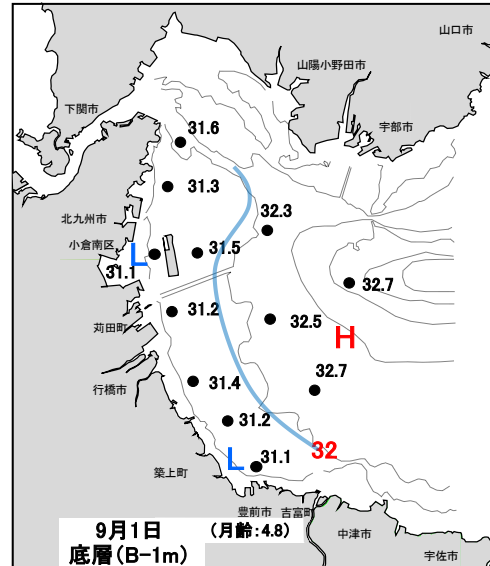 山口市
山陽小野田市
下関市
宇部市
31.6
31.3
北九州市
32.3
小倉南区
L
31.5
31.1
32.7
31.2
32.5
苅田町
H
行橋市
31.4
32.7
31.2
32
L
31.1
築上町
豊前市 吉富町
9月1日 (月齢:4.8)
中津市
底層(B-1m)
宇佐市